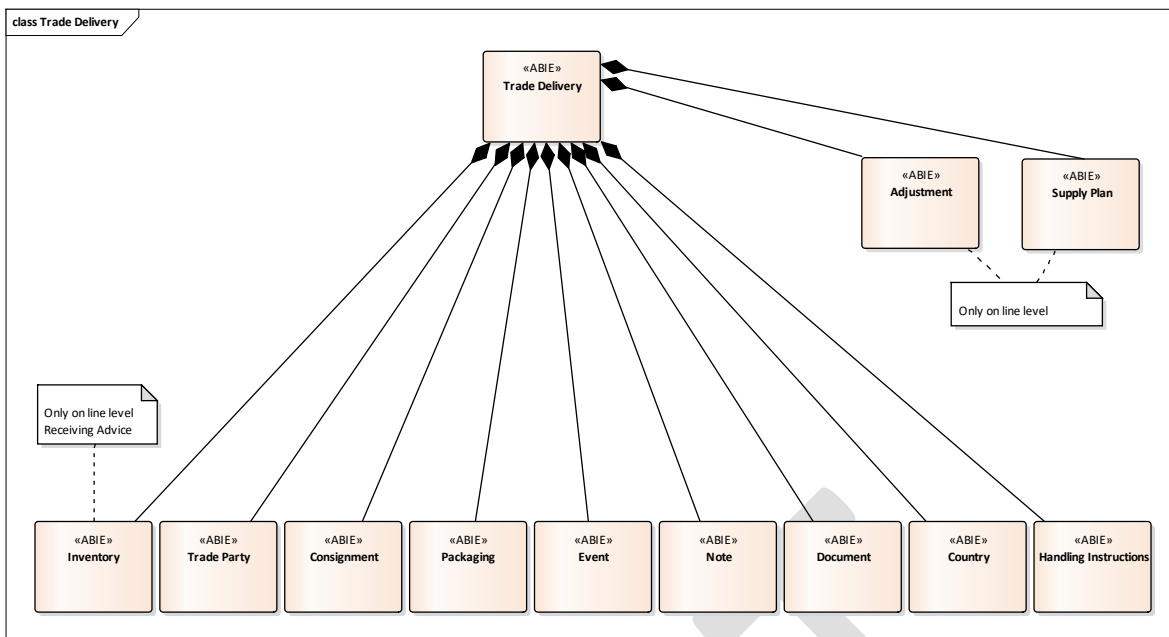 class Trade Delivery
«ABIE»
Trade Delivery
«ABIE»
Adjustment
«ABIE»
Supply Plan
Only on line level
Only on line level
Receiving Advice
«ABIE»
Inventory
«ABIE»
Trade Party
«ABIE»
Consignment
«ABIE»
Packaging
«ABIE»
Event
«ABIE»
Note
«ABIE»
Document
«ABIE»
Country
«ABIE»
Handling Instructions